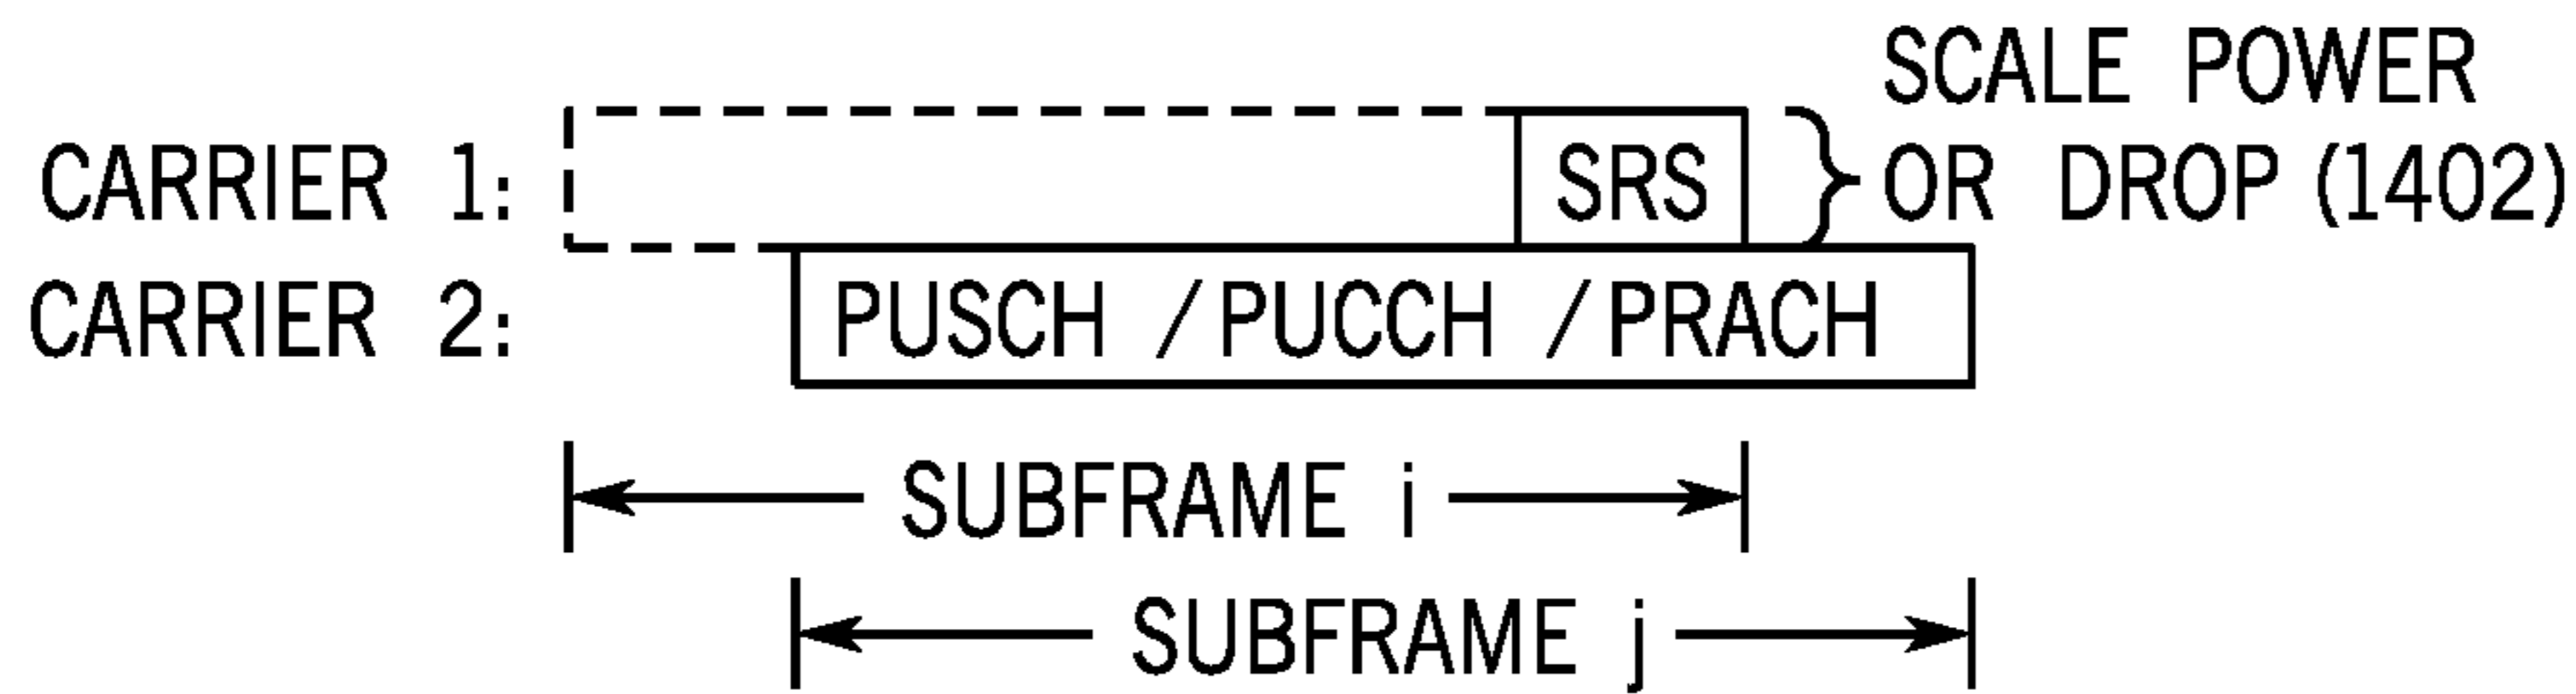 SCALE POWER
OR DROP (1402)
CARRIER 1:
SRS
CARRIER 2:
PUSCH / PUCCH / PRACH
SUBFRAME i
SUBFRAME j